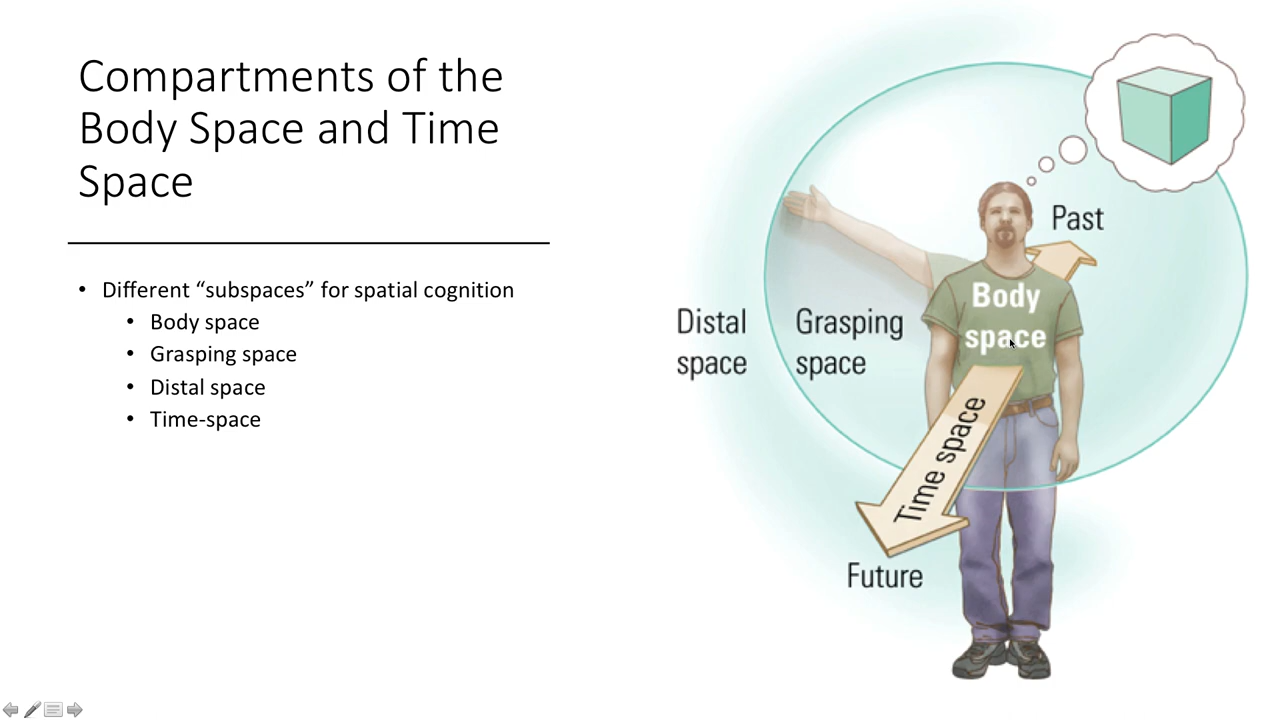 Compartments of the
Body Space and Time
Space
• Different “subspaces” for spatial cognition
• Body space
• Grasping space
• Distal space
• Time-space
Past
Body
space
Distal
space
Grasping
space
Time space
Future